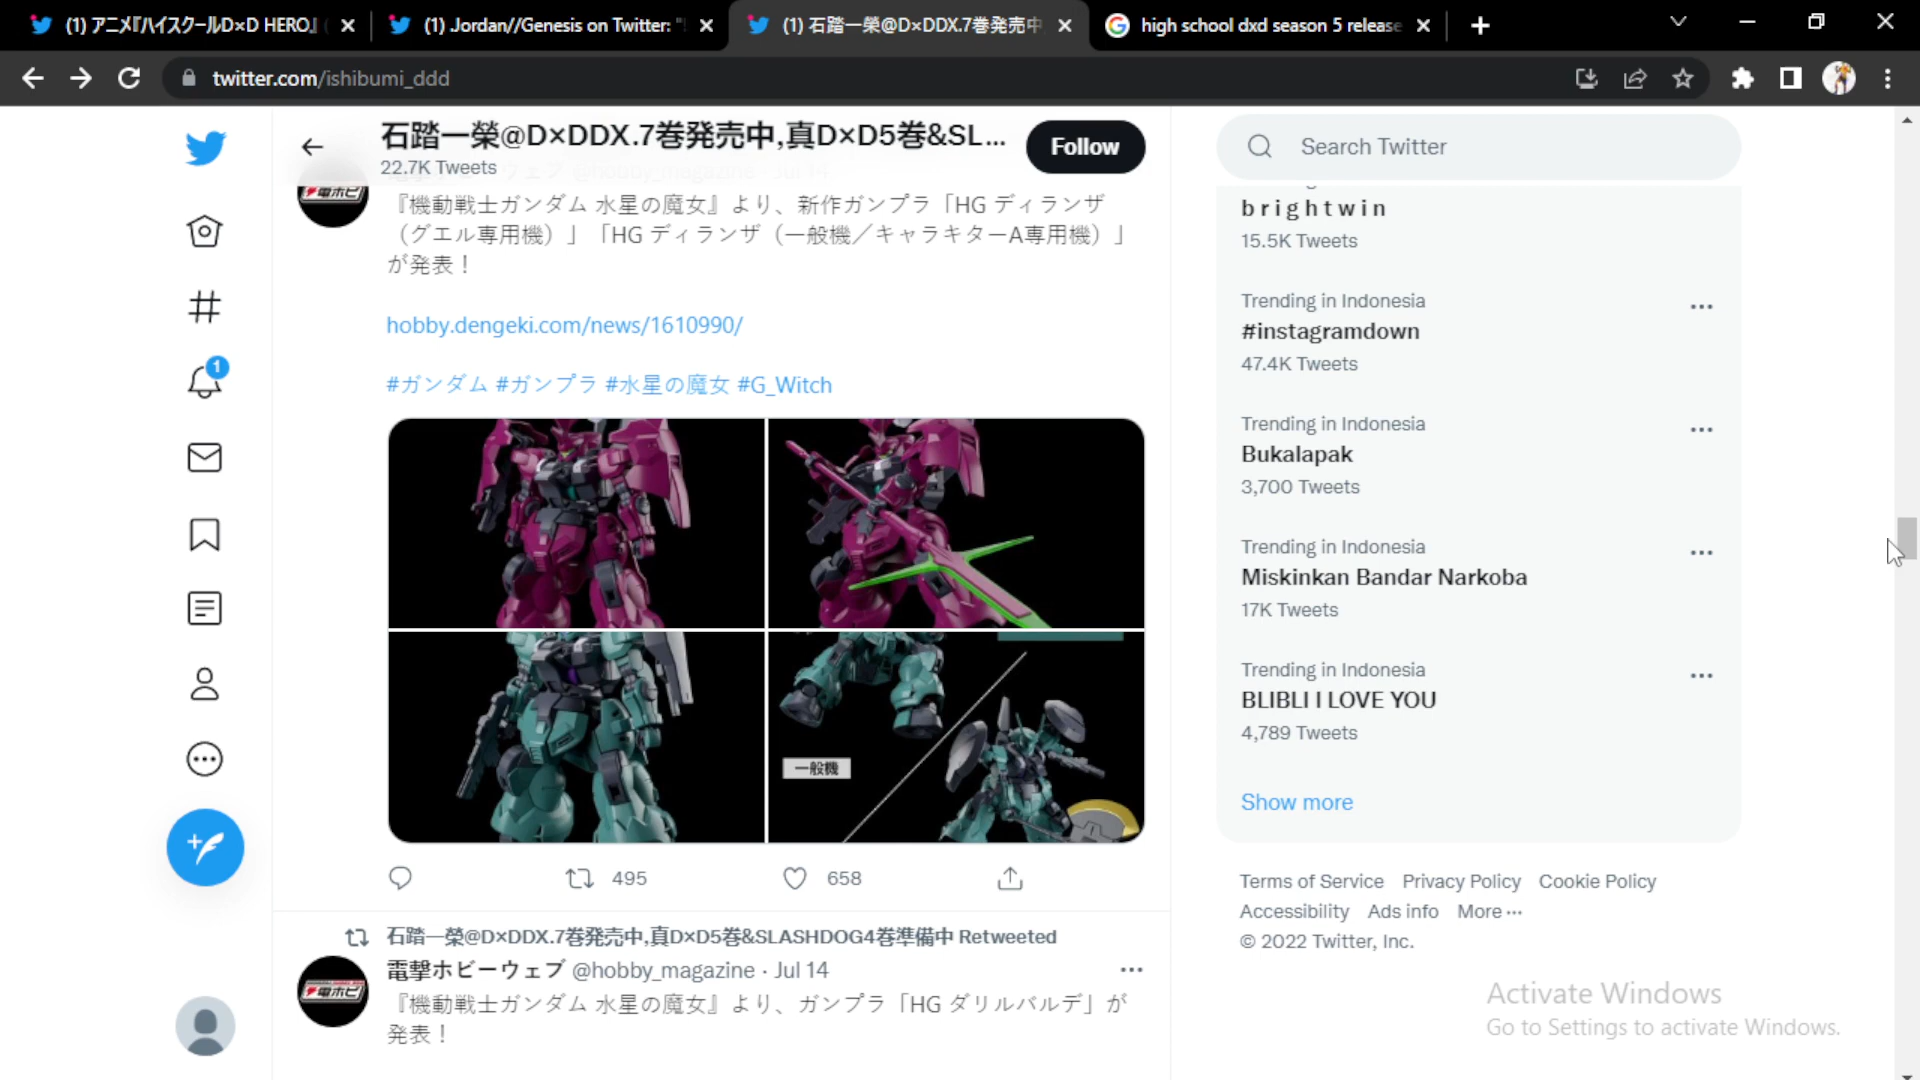 (1) アニメ『ハイスクールD×D HERO』
(1) Jordan//Genesis on Twitter: "
(1) 石踏一榮@D×DDX.7巻発売中
high school dxd season 5 release
twitter.com/ishibumi_ddd
石踏一榮@D×DDX.7巻発売中,真D×D5巻&SL...
22.7K Tweets
Follow
『機動戦士ガンダム 水星の魔女』より、新作ガンプラ「HG ディランザ
（グエル専用機）」「HG ディランザ（一般機／キャラキターA専用機）」
が発表！
hobby.dengeki.com/news/1610990/
#ガンダム #ガンプラ #水星の魔女 #G_Witch
一般機
495
658
石踏一榮@D×DDX.7巻発売中,真D×D5巻&SLASHDOG4巻準備中 Retweeted
電撃ホビーウェブ @hobby_magazine · Jul 14
『機動戦士ガンダム 水星の魔女』より、ガンプラ「HG ダリルバルデ」が
発表！
電ホビ
電ホビ
1
Search Twitter
b r i g h t w i n
15.5K Tweets
Trending in Indonesia
#instagramdown
47.4K Tweets
Trending in Indonesia
Bukalapak
3,700 Tweets
Trending in Indonesia
Miskinkan Bandar Narkoba
17K Tweets
Trending in Indonesia
BLIBLI I LOVE YOU
4,789 Tweets
Show more
Terms of Service Privacy Policy Cookie Policy
Accessibility Ads info More ···
© 2022 Twitter, Inc.
Activate Windows
Go to Settings to activate Windows.